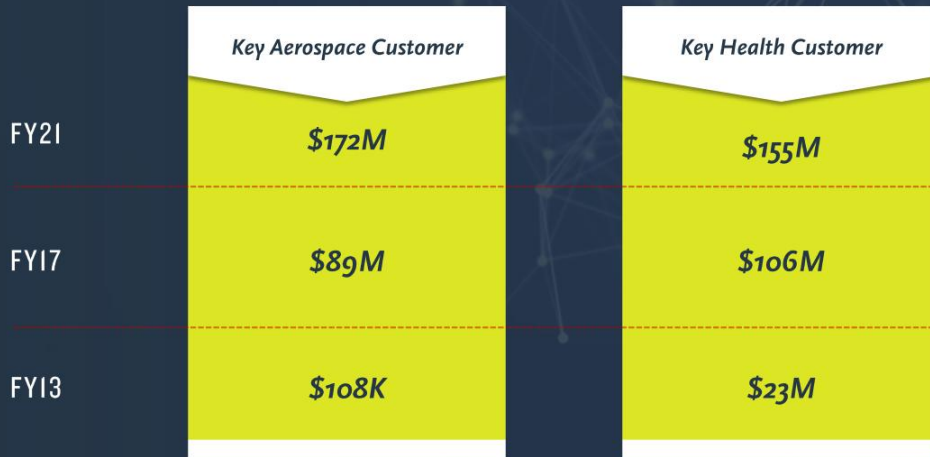 Key Aerospace Customer Key Health Customer
FY21 $172M $155M
FY17 $89M $106M
FY13 $108K $23M